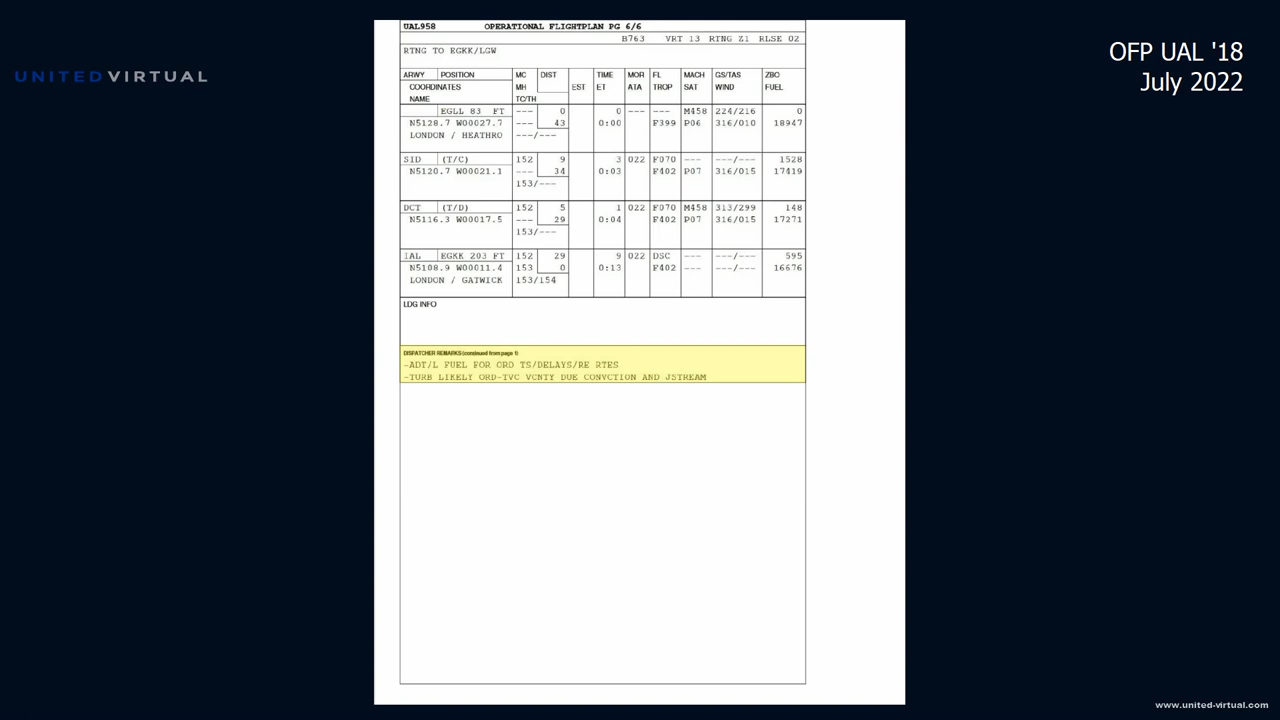 UNITEDVIRTUAL
OFP UAL '18
July 2022
UAL958 OPERATIONAL FLIGHTPLAN PG 6/6
B763 VRT 13 RTNG Z1 RLSE 02
RTNG TO EGKK/LGW
ARWY POSITION MC DIST TIME MOR FL MACH GS/TAS ZBO
COORDINATES MH EST ET ATA TROP SAT WIND FUEL
NAME TC/TH
EGLL 83 FT --- 0 0 --- --- M458 224/216 0
N5128.7 W00027.7 --- 43 0:00 F399 P06 316/010 18947
LONDON / HEATHRO ---/---
SID (T/C) 152 9 3 022 F070 --- ---/--- 1528
N5120.7 W00021.1 --- 34 0:03 F402 P07 316/015 17419
153/---
DCT (T/D) 152 5 1 022 F070 M458 313/299 148
N5116.3 W00017.5 --- 29 0:04 F402 P07 316/015 17271
153/---
IAL EGKK 203 FT 152 29 9 022 DSC --- ---/--- 595
N5108.9 W00011.4 153 0 0:13 F402 --- ---/--- 16676
LONDON / GATWICK 153/154
LDG INFO
DISPATCHER REMARKS (continued from page 1)
-ADT/L FUEL FOR ORD TS/DELAYS/RE RTES
-TURB LIKELY ORD-TVC VCNTY DUE CONVCTION AND JSTREAM
www.united-virtual.com